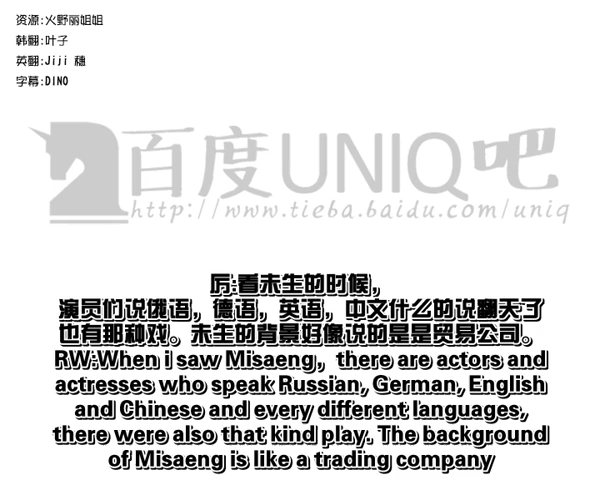 资源:火野丽姐姐
韩翻:叶子
英翻:Jiji 穗
字幕:DINO
百度UNIQ吧
http://www.tieba.baidu.com/uniq
厉:看未生的时候，
演员们说俄语，德语，英语，中文什么的说翻天了
也有那种戏。未生的背景好像说的是是贸易公司。
RW:When i saw Misaeng，there are actors and
actresses who speak Russian, German, English
and Chinese and every different languages,
there were also that kind play. The background
of Misaeng is like a trading company